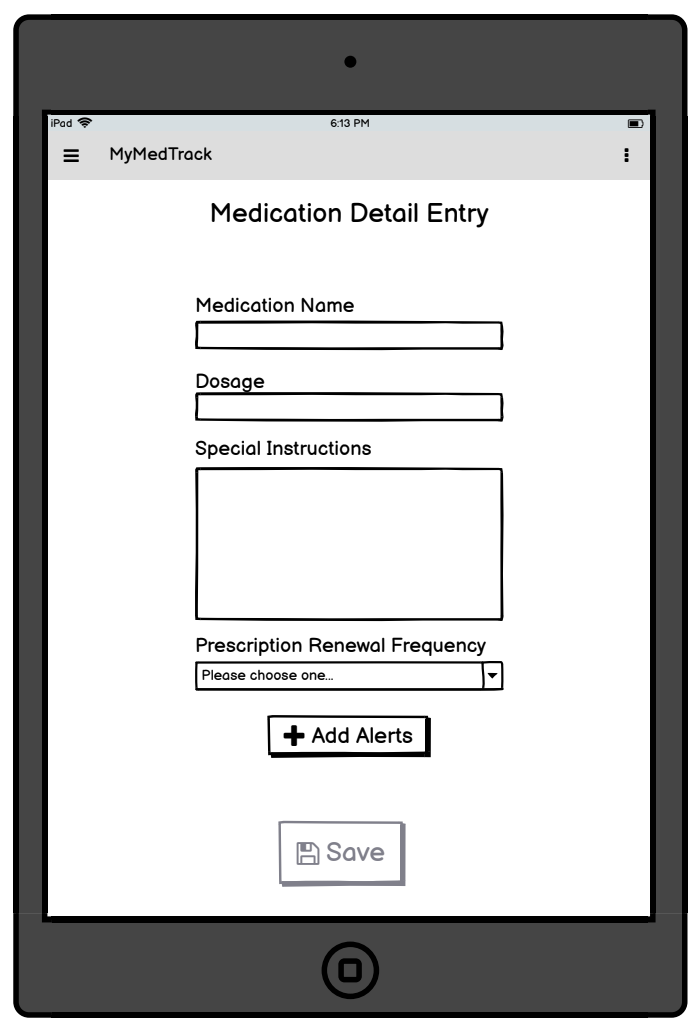 iPad 6:13 PM
MyMedTrack
Medication Detail Entry
Medication Name
Dosage
Special Instructions
Prescription Renewal Frequency
Please choose one...
Add Alerts
Save